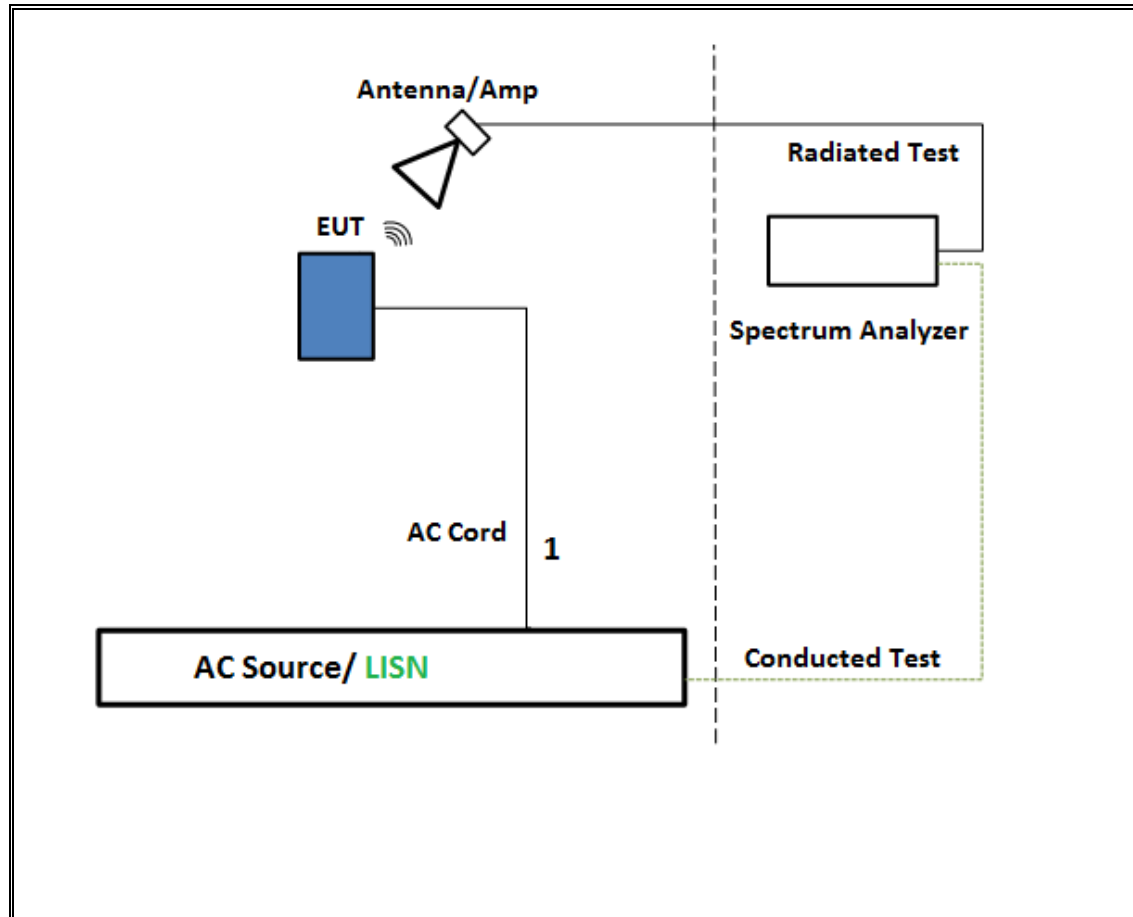 Antenna/Amp
Radiated Test
EUT
Spectrum Analyzer
AC Cord
1
Conducted Test
AC Source/ LISN